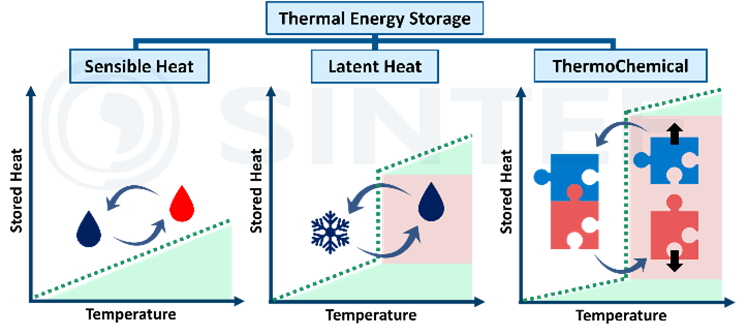 Thermal Energy Storage
Sensible Heat
Latent Heat
ThermoChemical
Stored Heat
Temperature
Stored Heat
Temperature
Stored Heat
Temperature
SINTEF